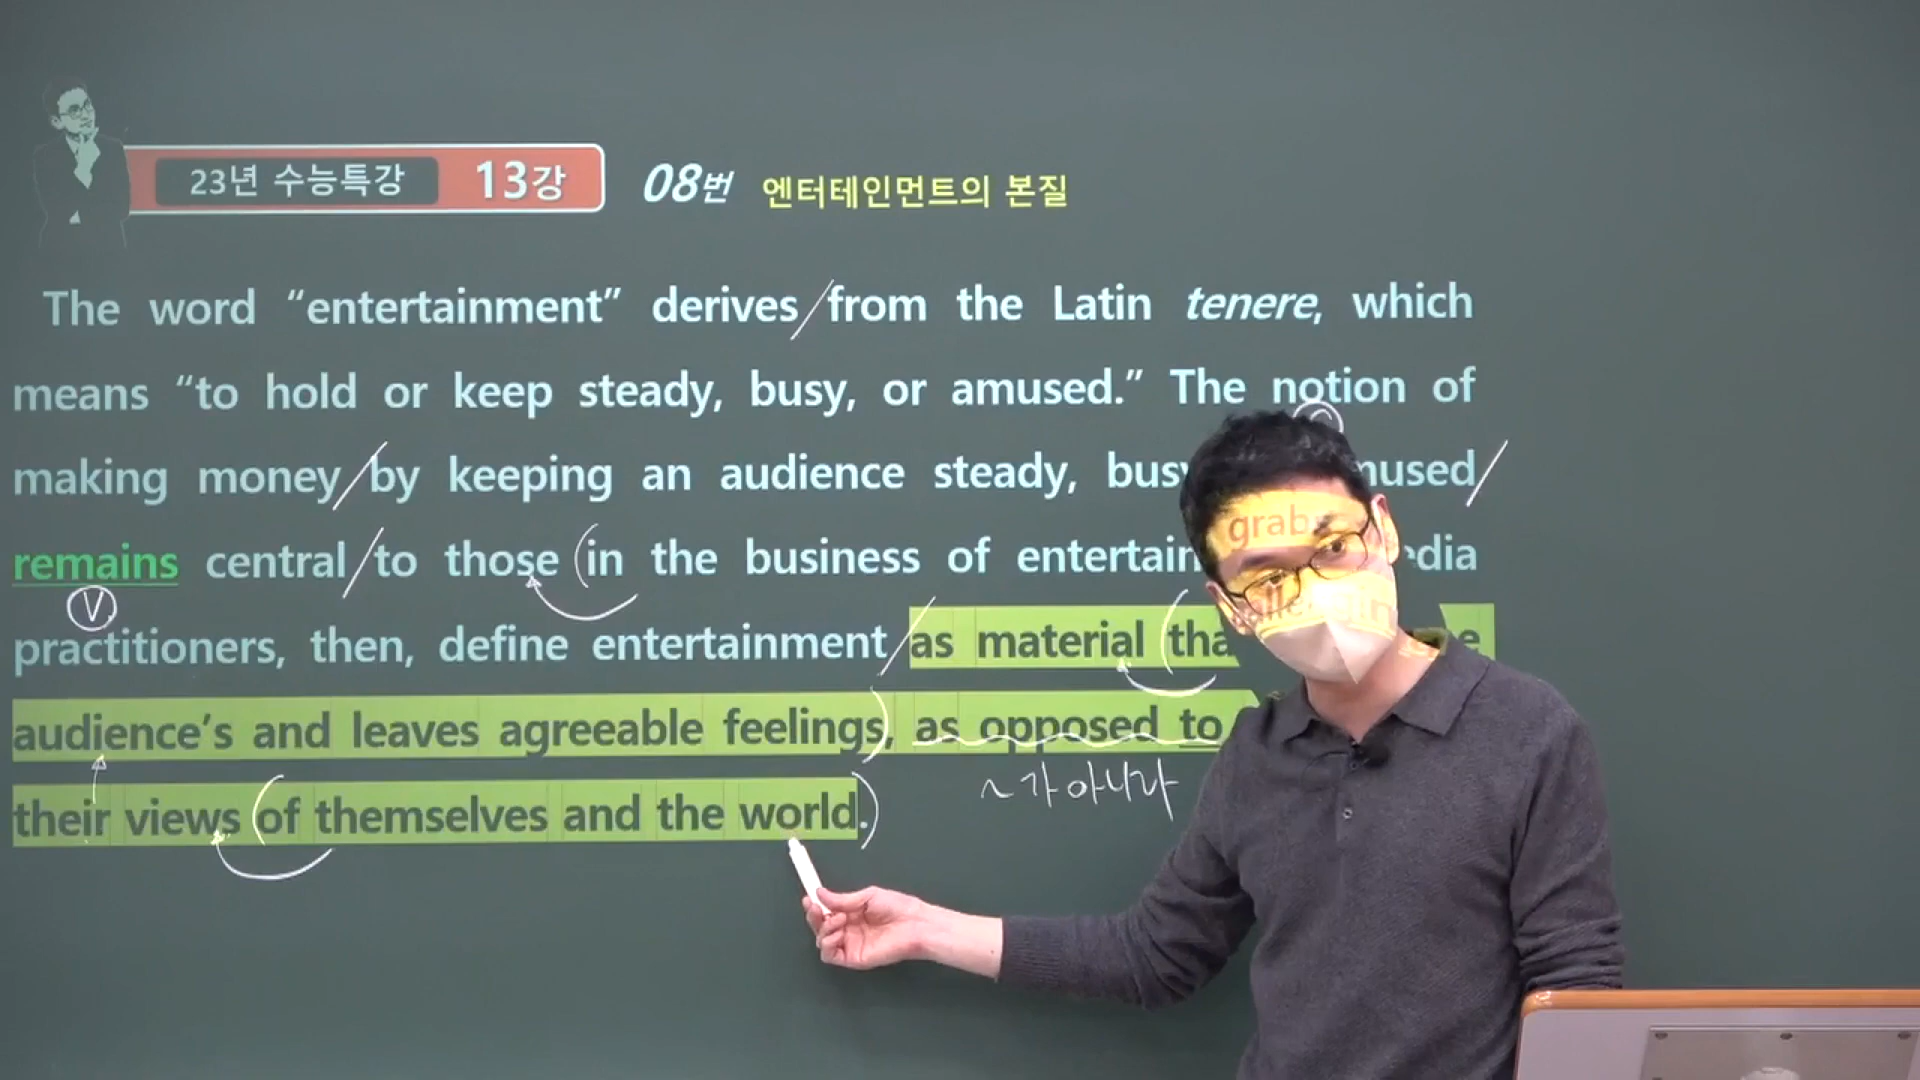 23년 수능특강 13강 08번 엔터테인먼트의 본질
The word “entertainment” derives from the Latin tenere, which
means “to hold or keep steady, busy, or amused.” The notion of
making money by keeping an audience steady, busy
remains central to those in the business of
V
practitioners, then, define entertainment as material
audience’s and leaves agreeable feelings, as opposed to
~가 아니라
their views of themselves and the world.